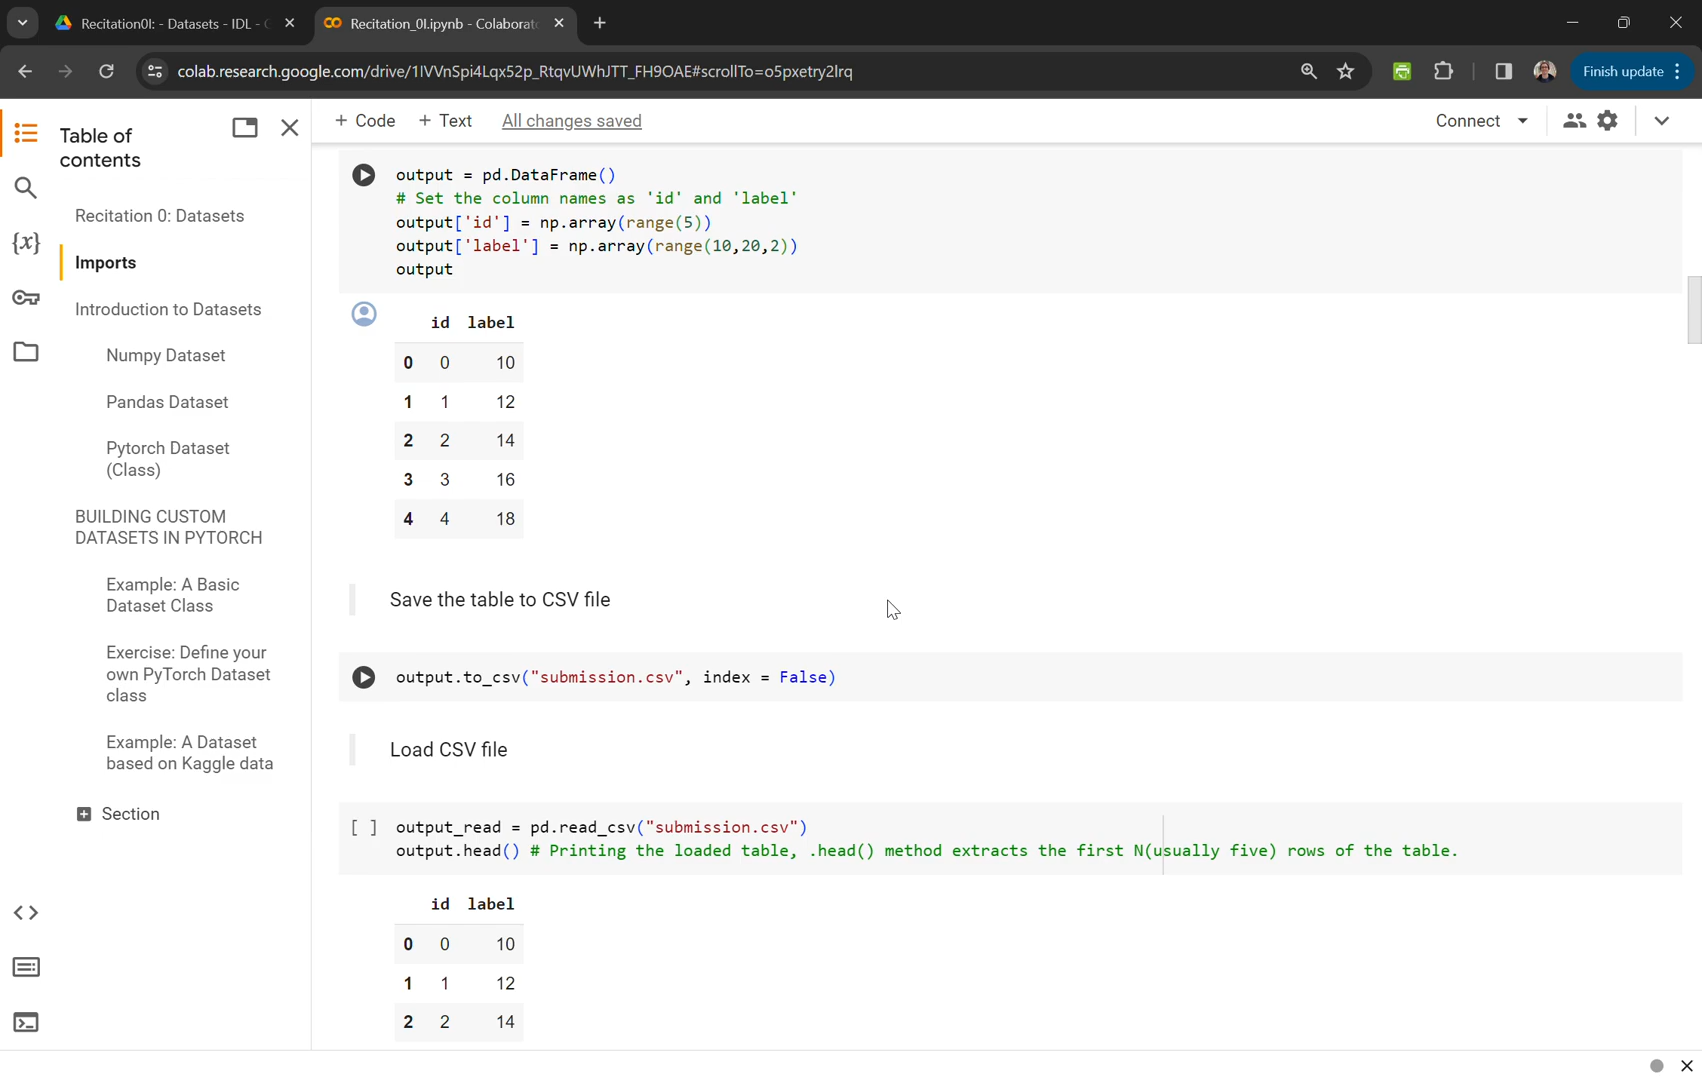 Recitation0I: - Datasets - IDL -
Recitation_0I.ipynb - Colaborat
colab.research.google.com/drive/1lVVnSpi4Lqx52p_RtqvUWhJTT_FH9OAE#scrollTo=o5pxetry2lrq
Finish update
Table of
contents
+ Code + Text All changes saved
Connect
Recitation 0: Datasets
Imports
Introduction to Datasets
Numpy Dataset
Pandas Dataset
Pytorch Dataset
(Class)
BUILDING CUSTOM
DATASETS IN PYTORCH
Example: A Basic
Dataset Class
Exercise: Define your
own PyTorch Dataset
class
Example: A Dataset
based on Kaggle data
Section
{x}
output = pd.DataFrame()
# Set the column names as 'id' and 'label'
output['id'] = np.array(range(5))
output['label'] = np.array(range(10,20,2))
output
id label
0 0 10
1 1 12
2 2 14
3 3 16
4 4 18
Save the table to CSV file
output.to_csv("submission.csv", index = False)
Load CSV file
[ ] output_read = pd.read_csv("submission.csv")
output.head() # Printing the loaded table, .head() method extracts the first N(usually five) rows of the table.
id label
0 0 10
1 1 12
2 2 14